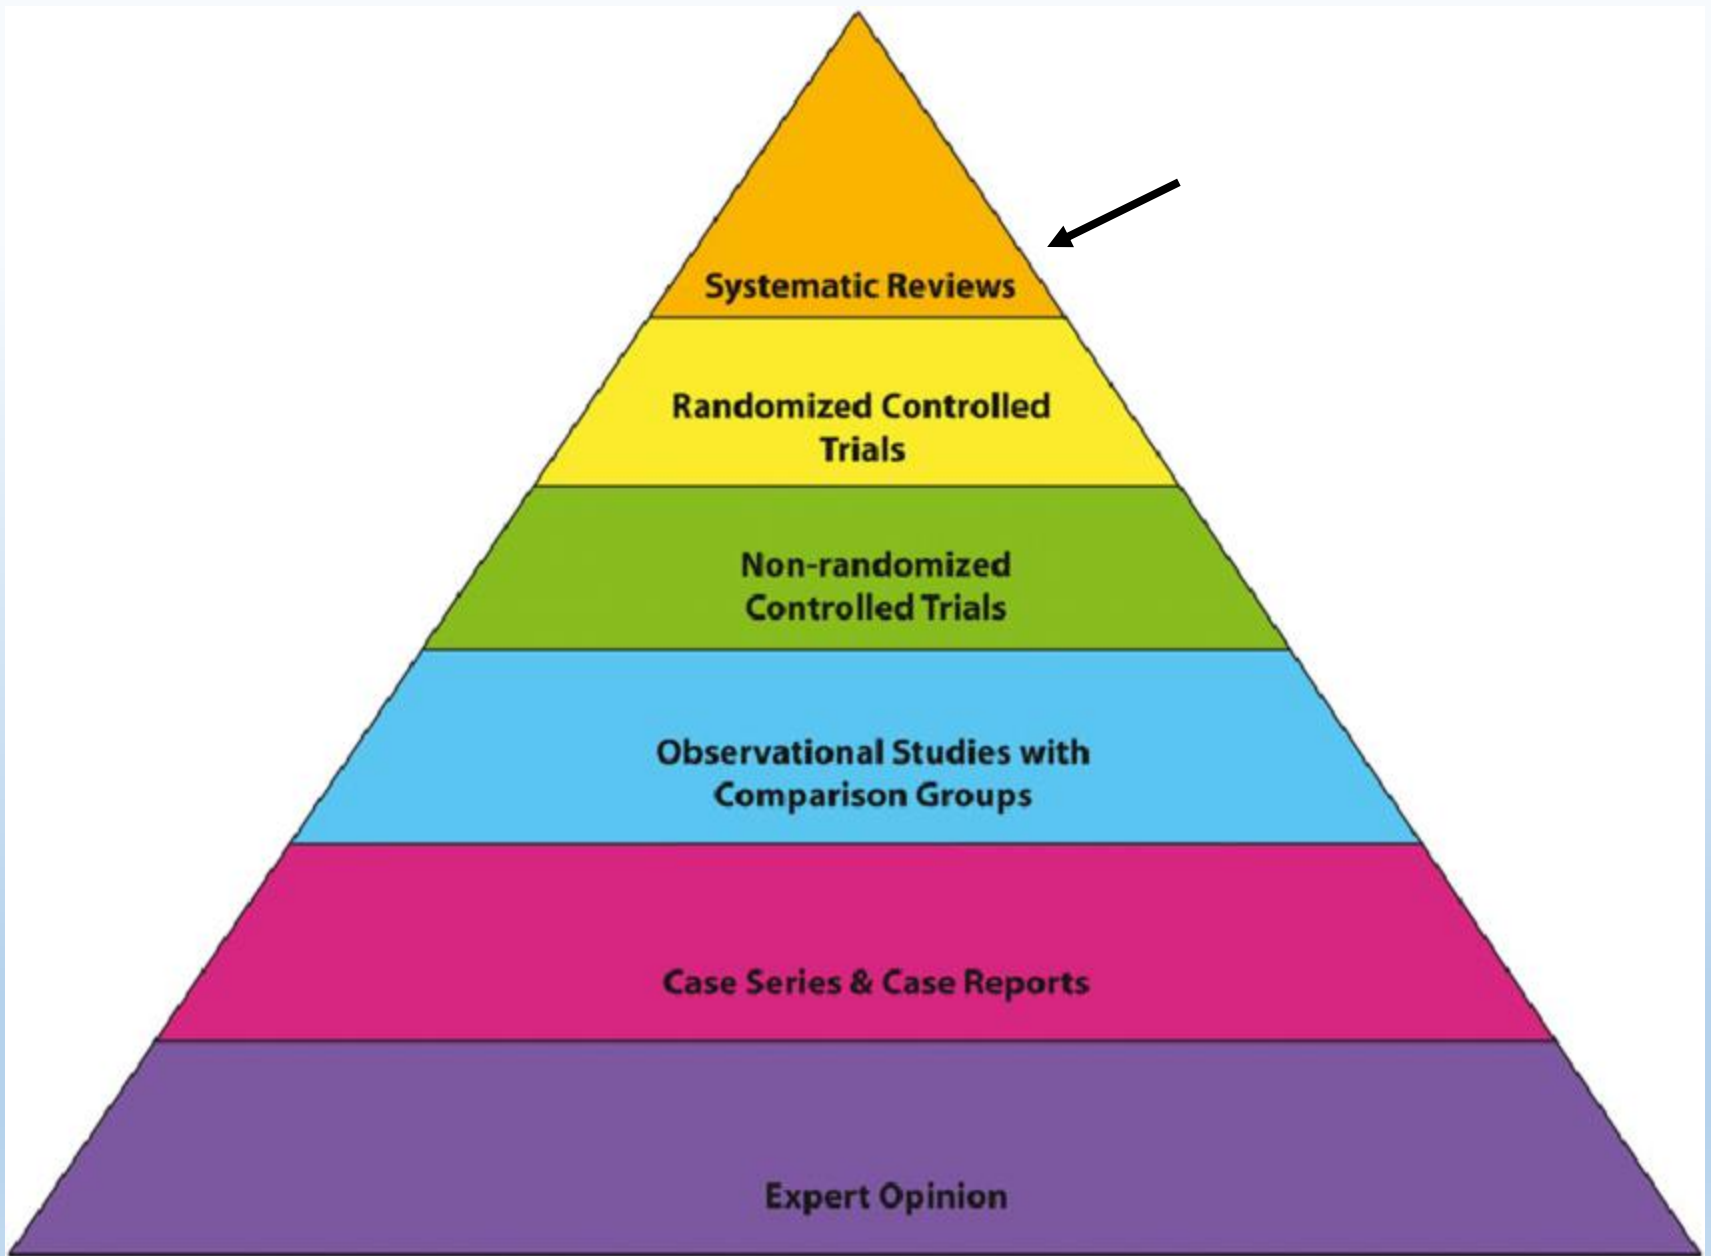 Systematic Reviews
Randomized Controlled
Trials
Non-randomized
Controlled Trials
Observational Studies with
Comparison Groups
Case Series & Case Reports
Expert Opinion